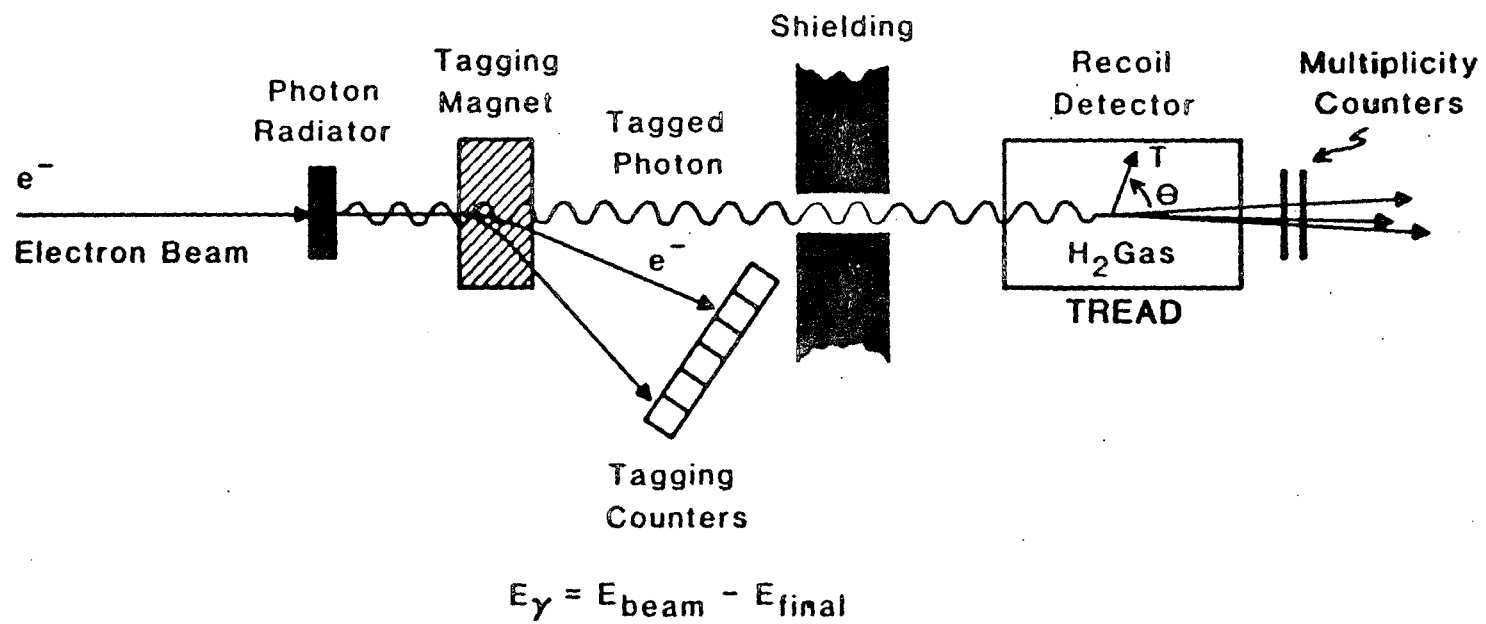 Shielding
Tagging
Magnet
Recoil
Detector
Multiplicity
Counters
Photon
Radiator
Tagged
Photon
e⁻
T
θ
Electron Beam
e⁻
H₂Gas
TREAD
Tagging
Counters
Eγ = Ebeam - Efinal